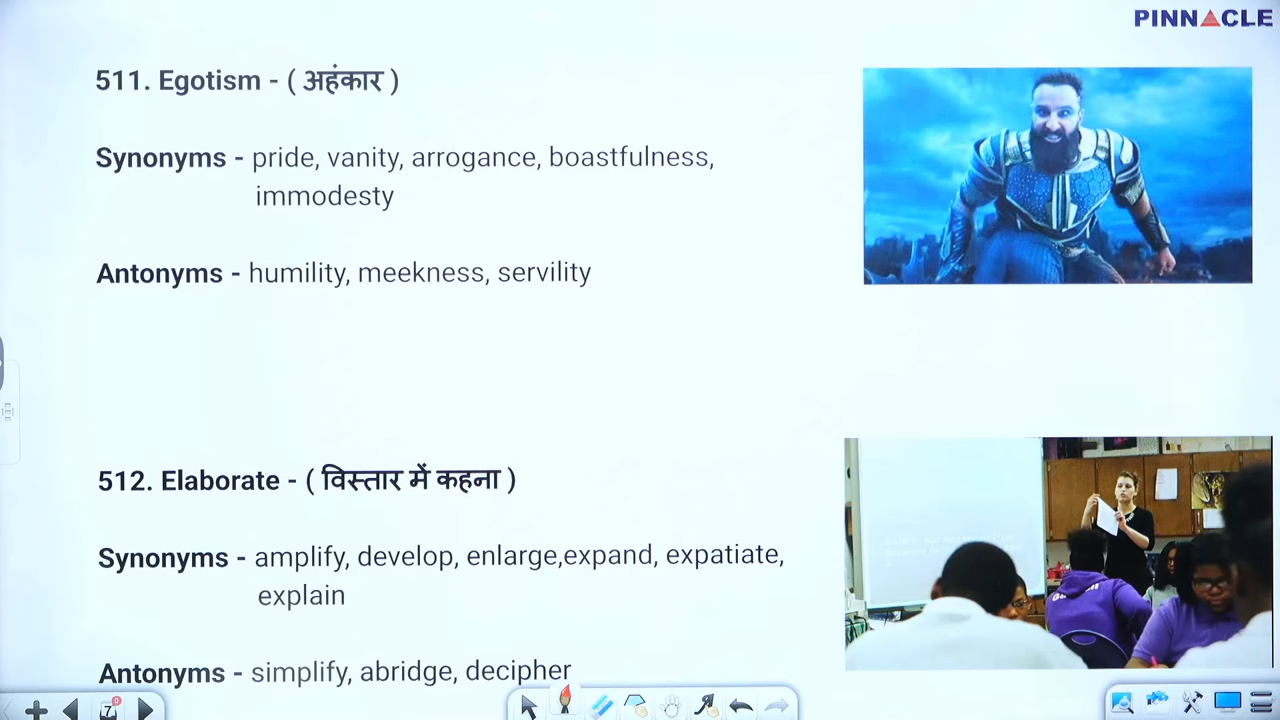 PINNACLE
511. Egotism - ( अहंकार )
Synonyms - pride, vanity, arrogance, boastfulness,
immodesty
Antonyms - humility, meekness, servility
512. Elaborate - ( विस्तार में कहना )
Synonyms - amplify, develop, enlarge,expand, expatiate,
explain
Antonyms - simplify, abridge, decipher
7